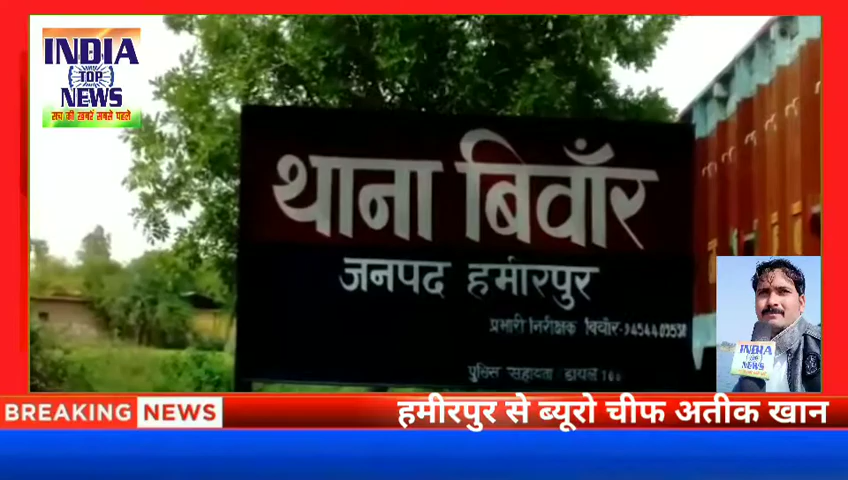 INDIA
TOP
NEWS
सच की खबरें सबसे पहले
थाना बिवाँर
जनपद हमीरपुर
प्रभारी निरीक्षक बिवाँर-
पुलिस सहायता डायल 100
INDIA
TOP
NEWS
BREAKING NEWS
हमीरपुर से ब्यूरो चीफ अतीक खान